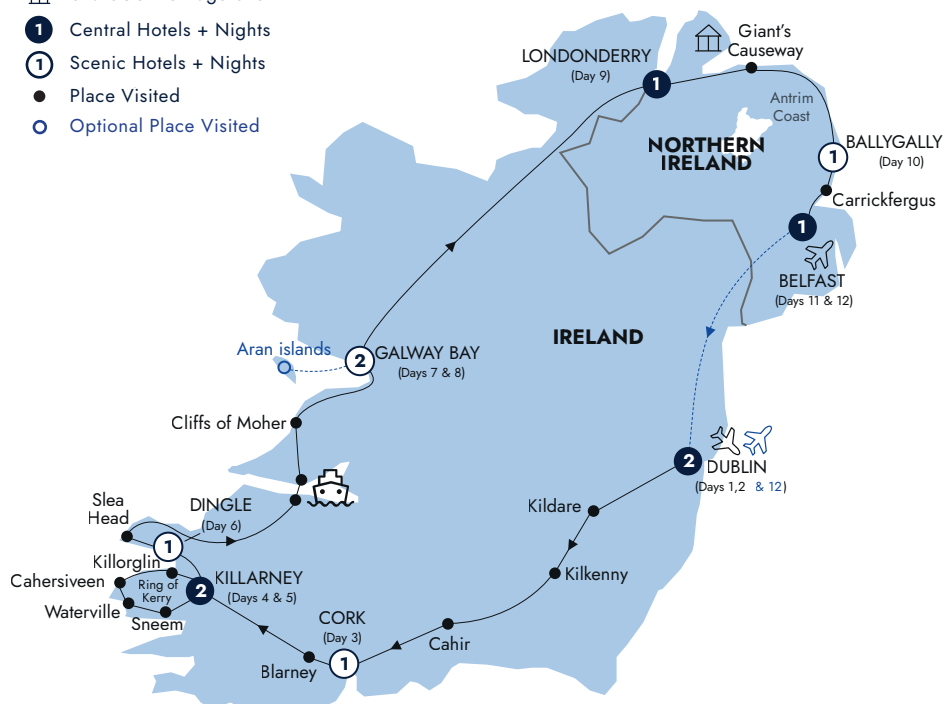 1
Central Hotels + Nights
1
Scenic Hotels + Nights
Place Visited
Optional Place Visited
LONDONDERRY
(Day 9)
1
Giant's
Causeway
Antrim
Coast
NORTHERN
IRELAND
1
BALLYGALLY
(Day 10)
Carrickfergus
1
BELFAST
(Days 11 & 12)
IRELAND
Aran islands
2
GALWAY BAY
(Days 7 & 8)
Cliffs of Moher
2
DUBLIN
(Days 1,2 & 12)
Slea
Head
DINGLE
(Day 6)
1
Kildare
Killorglin
Cahersiveen
Ring of
Kerry
2
KILLARNEY
(Days 4 & 5)
Kilkenny
Waterville
Sneem
CORK
(Day 3)
1
Cahir
Blarney